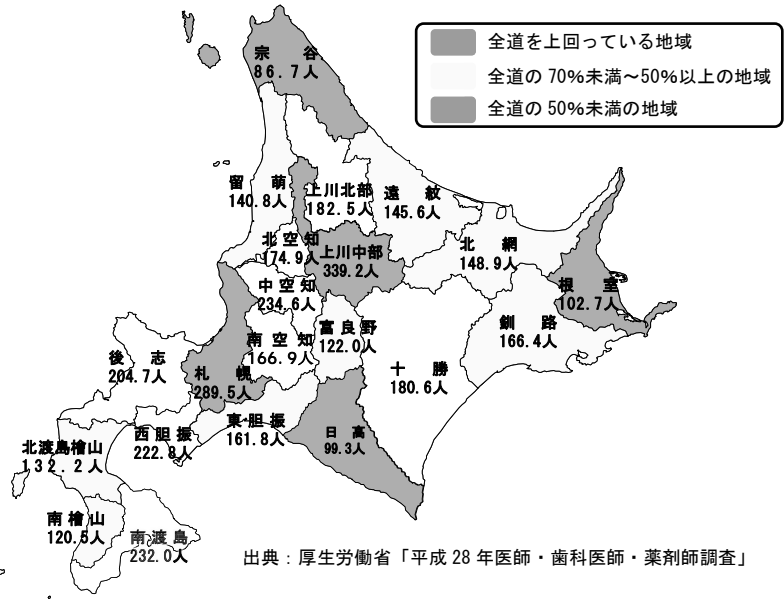 全道を上回っている地域
全道の 70％未満～50％以上の地域
全道の 50％未満の地域
宗谷
86.7人
留萌
140.8人
上川北部
182.5人
遠紋
145.6人
北空知
174.9人
上川中部
339.2人
北網
148.9人
根室
102.7人
中空知
234.6人
釧路
166.4人
南空知
166.9人
富良野
122.0人
後志
204.7人
札幌
289.5人
十勝
180.6人
東胆振
161.8人
西胆振
222.8人
日高
99.3人
北渡島檜山
132.2人
南檜山
120.5人
南渡島
232.0人
出典：厚生労働省「平成 28 年医師・歯科医師・薬剤師調査」